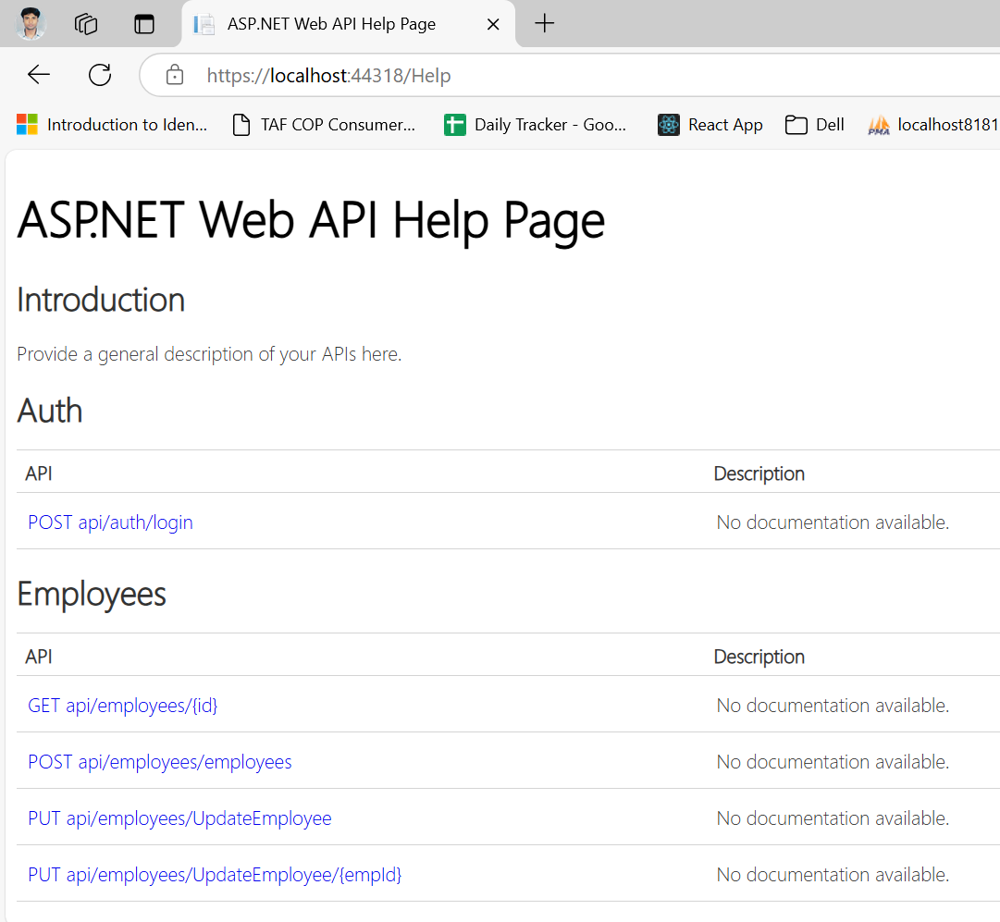 ASP.NET Web API Help Page
https://localhost:44318/Help
Introduction to Iden... TAF COP Consumer... Daily Tracker - Goo... React App Dell PMA localhost8181
ASP.NET Web API Help Page
Introduction
Provide a general description of your APIs here.
Auth
API Description
POST api/auth/login No documentation available.
Employees
API Description
GET api/employees/{id} No documentation available.
POST api/employees/employees No documentation available.
PUT api/employees/UpdateEmployee No documentation available.
PUT api/employees/UpdateEmployee/{empId} No documentation available.